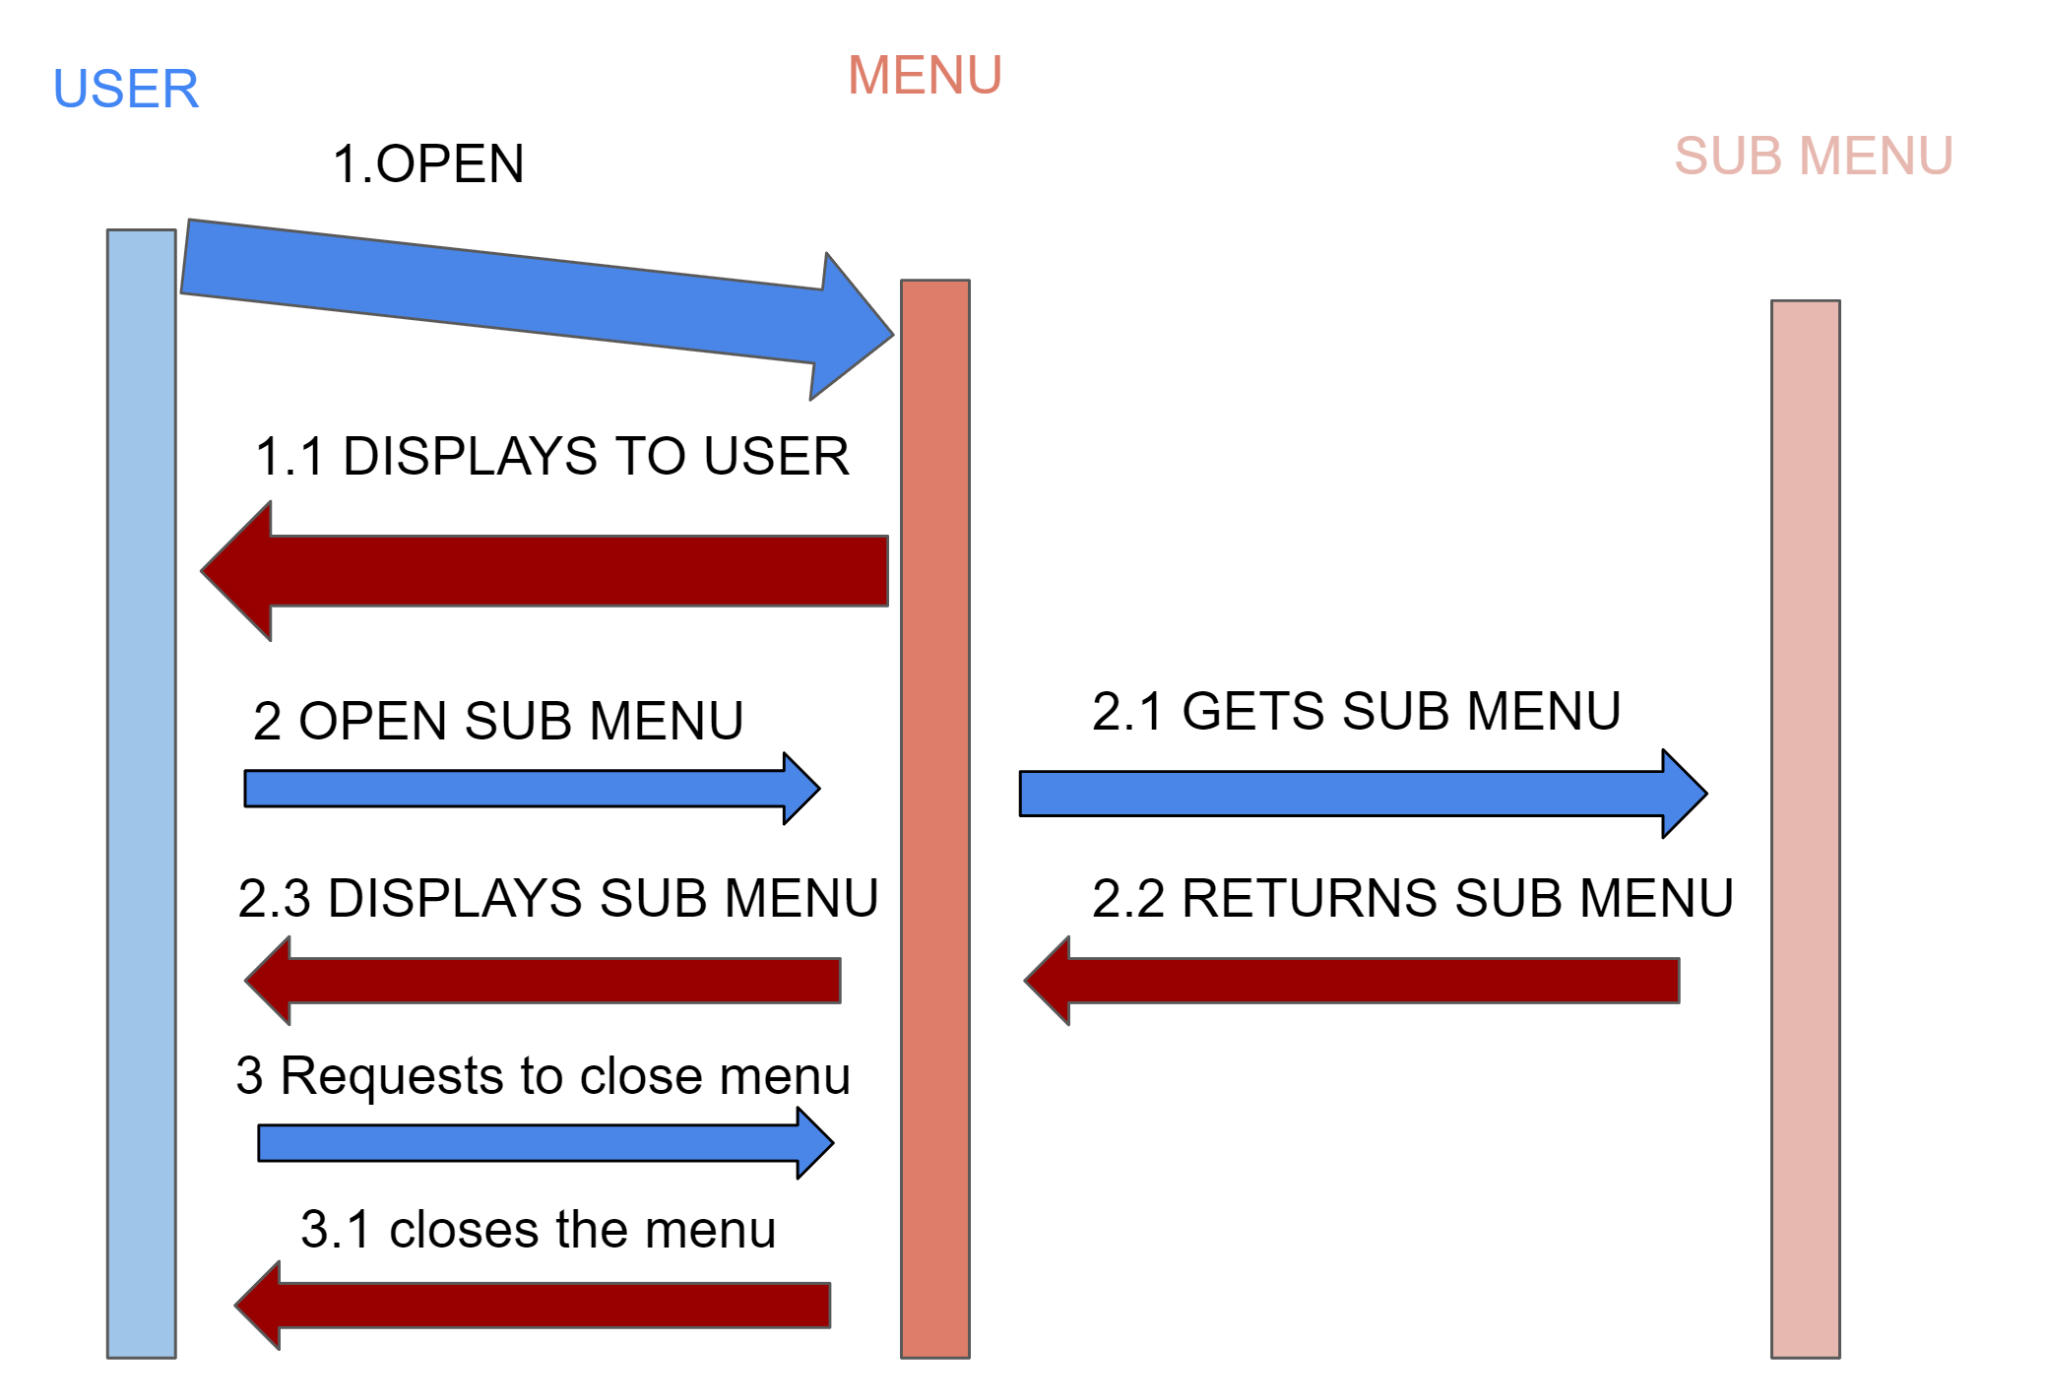 USER
MENU
SUB MENU
1.OPEN
1.1 DISPLAYS TO USER
2 OPEN SUB MENU
2.1 GETS SUB MENU
2.3 DISPLAYS SUB MENU
2.2 RETURNS SUB MENU
3 Requests to close menu
3.1 closes the menu